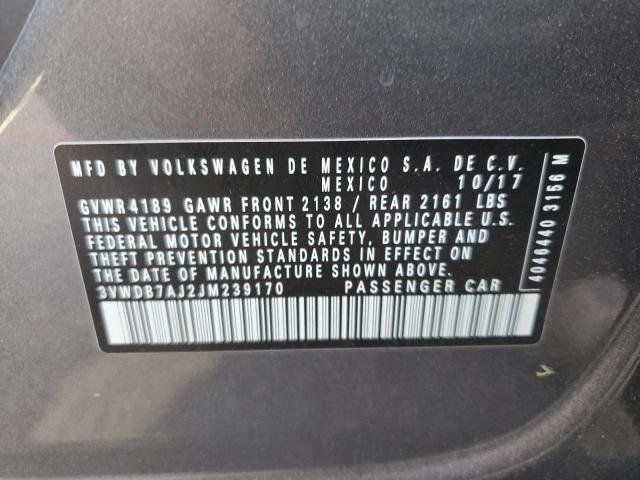 MFD BY VOLKSWAGEN DE MEXICO S.A. DE C.V.
MEXICO 10/17
GVWR 4189 GAWR FRONT 2138 / REAR 2161 LBS
THIS VEHICLE CONFORMS TO ALL APPLICABLE U.S.
FEDERAL MOTOR VEHICLE SAFETY, BUMPER AND
THEFT PREVENTION STANDARDS IN EFFECT ON
THE DATE OF MANUFACTURE SHOWN ABOVE.
3VWDB7AJ2JM239170 PASSENGER CAR
4046440 3156 M